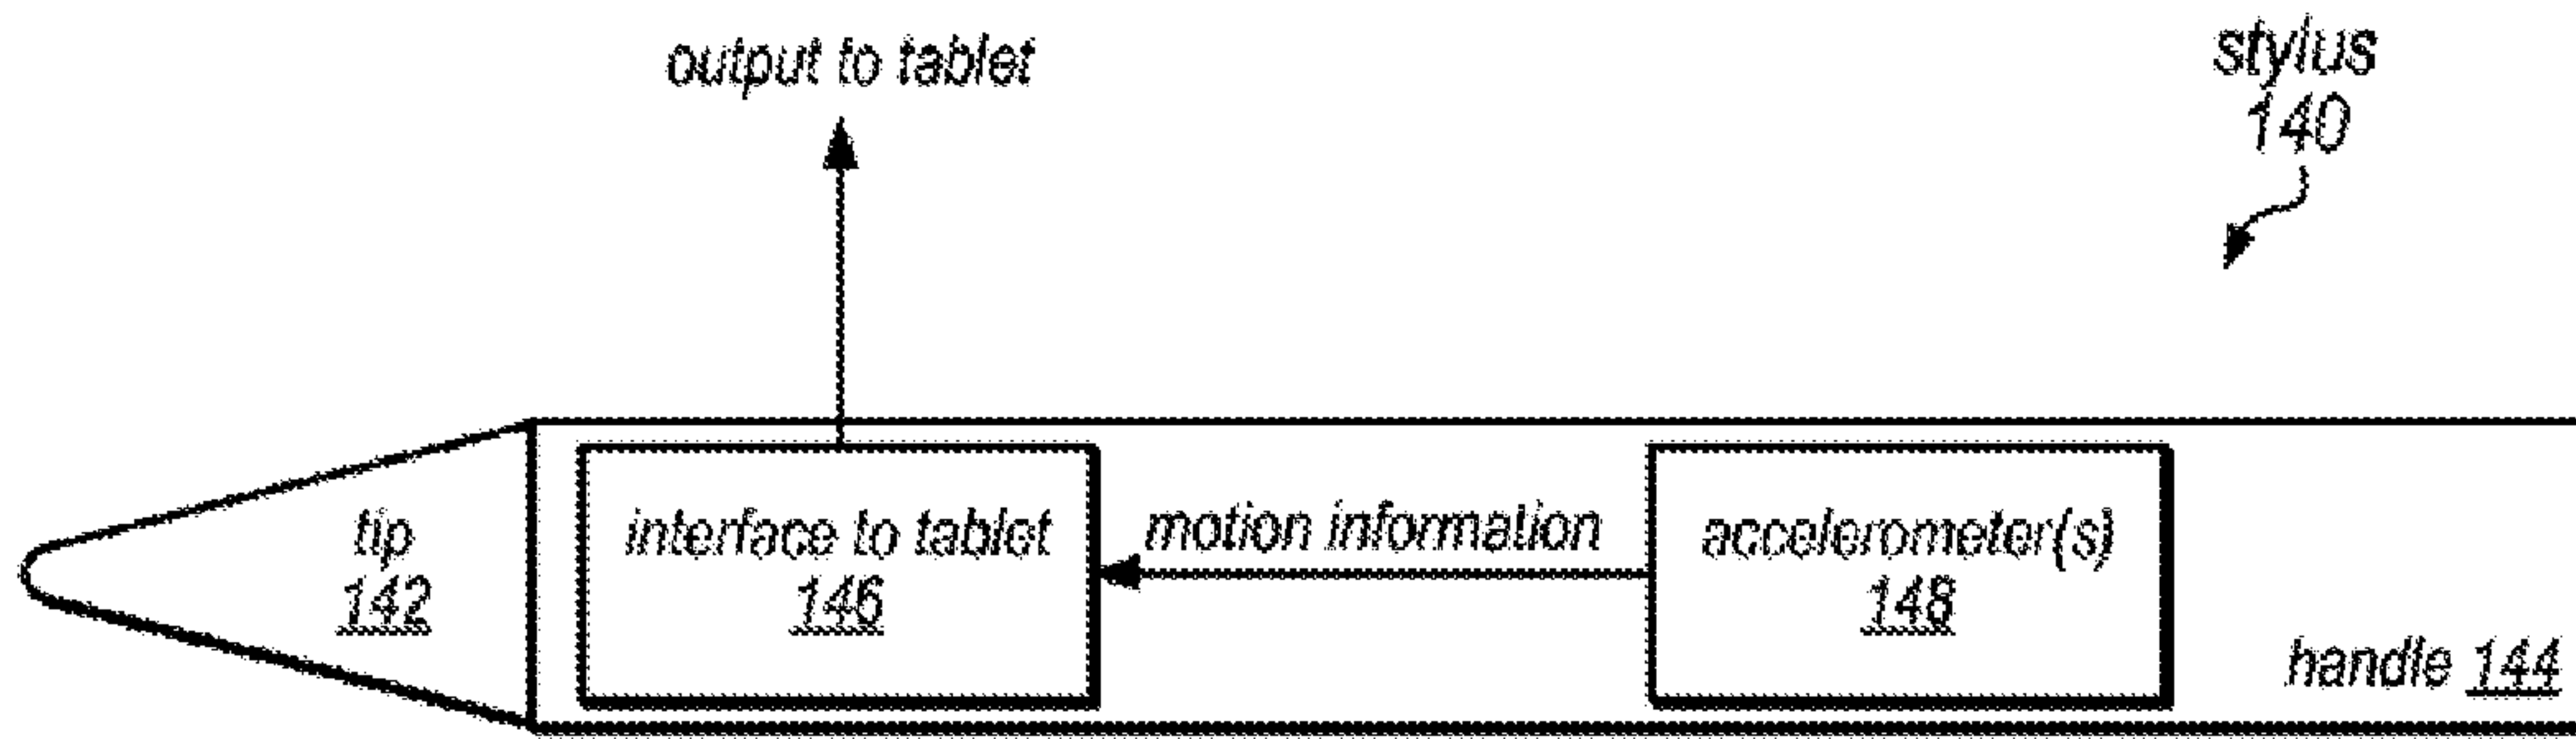 output to tablet
stylus
140
tip
142
interface to tablet
146
motion information
accelerometer(s)
148
handle 144